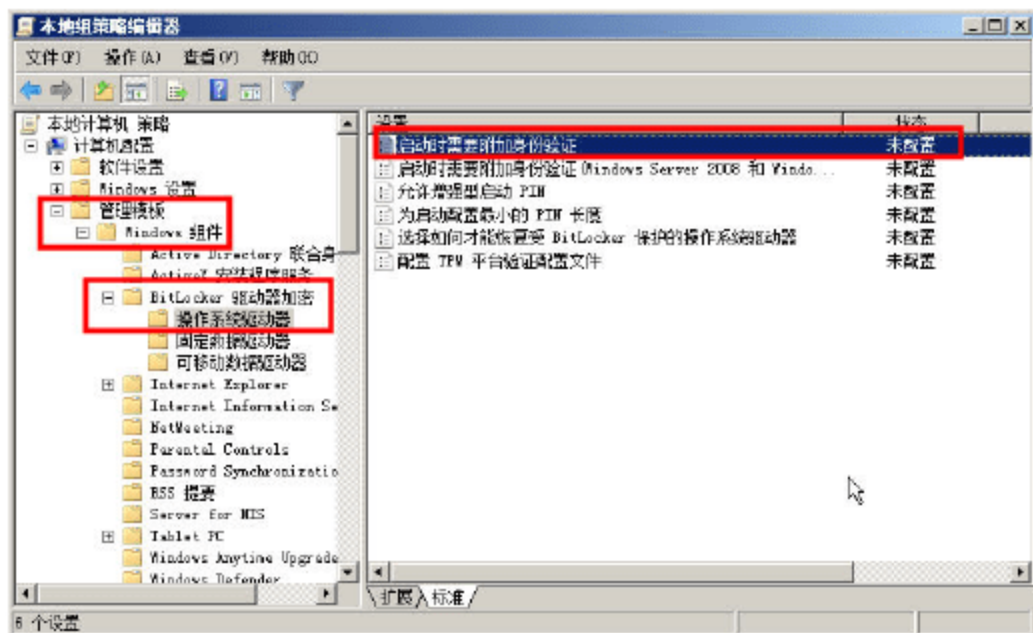 本地组策略编辑器
文件(F) 操作(A) 查看(V) 帮助(H)
本地计算机 策略
计算机配置
软件设置
Windows 设置
管理模板
Windows 组件
Active Directory 联合身
ActiveX 安装程序服务
BitLocker 驱动器加密
操作系统驱动器
固定数据驱动器
可移动数据驱动器
Internet Explorer
Internet Information Se
NetMeeting
Parental Controls
Password Synchronizatio
RSS 提要
Server for NIS
Tablet PC
Windows Anytime Upgrade
Windows Defender
设置 状态
启动时需要附加身份验证 未配置
启动时需要附加身份验证(Windows Server 2008 和 Windo... 未配置
允许增强型启动 PIN 未配置
为启动配置最小的 PIN 长度 未配置
选择如何才能恢复受 BitLocker 保护的操作系统驱动器 未配置
配置 TPM 平台验证配置文件 未配置
扩展 标准
6 个设置